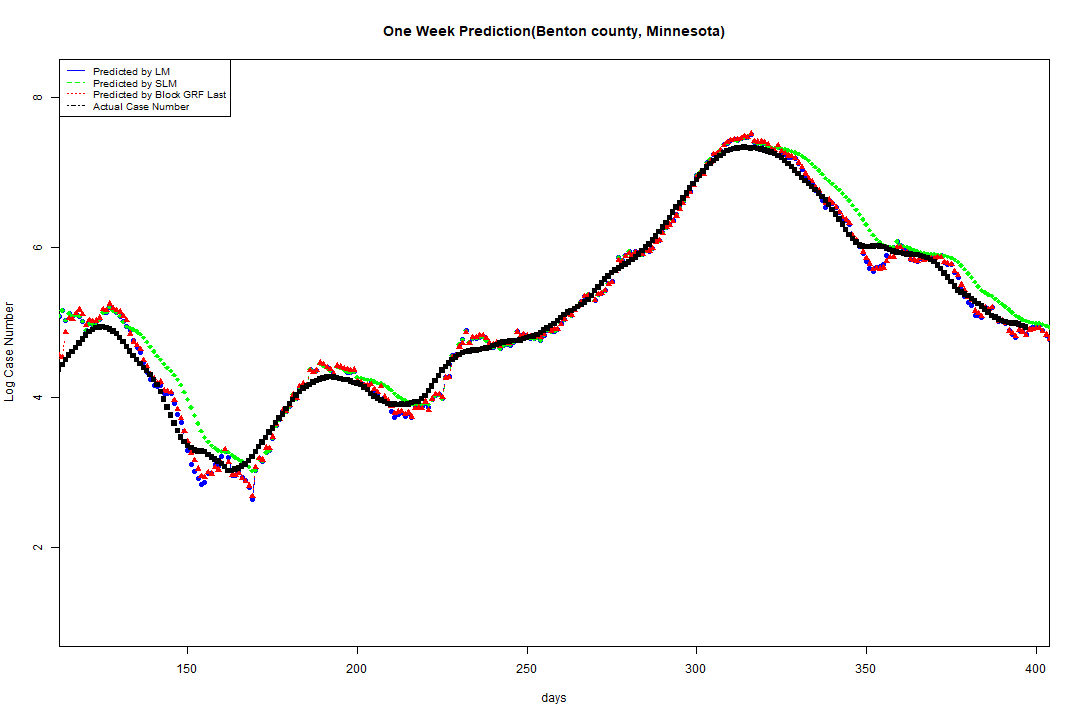 One Week Prediction(Benton county, Minnesota)
Predicted by LM
Predicted by SLM
Predicted by Block GRF Last
Actual Case Number
8
6
4
2
Log Case Number
150 200 250 300 350 400
days